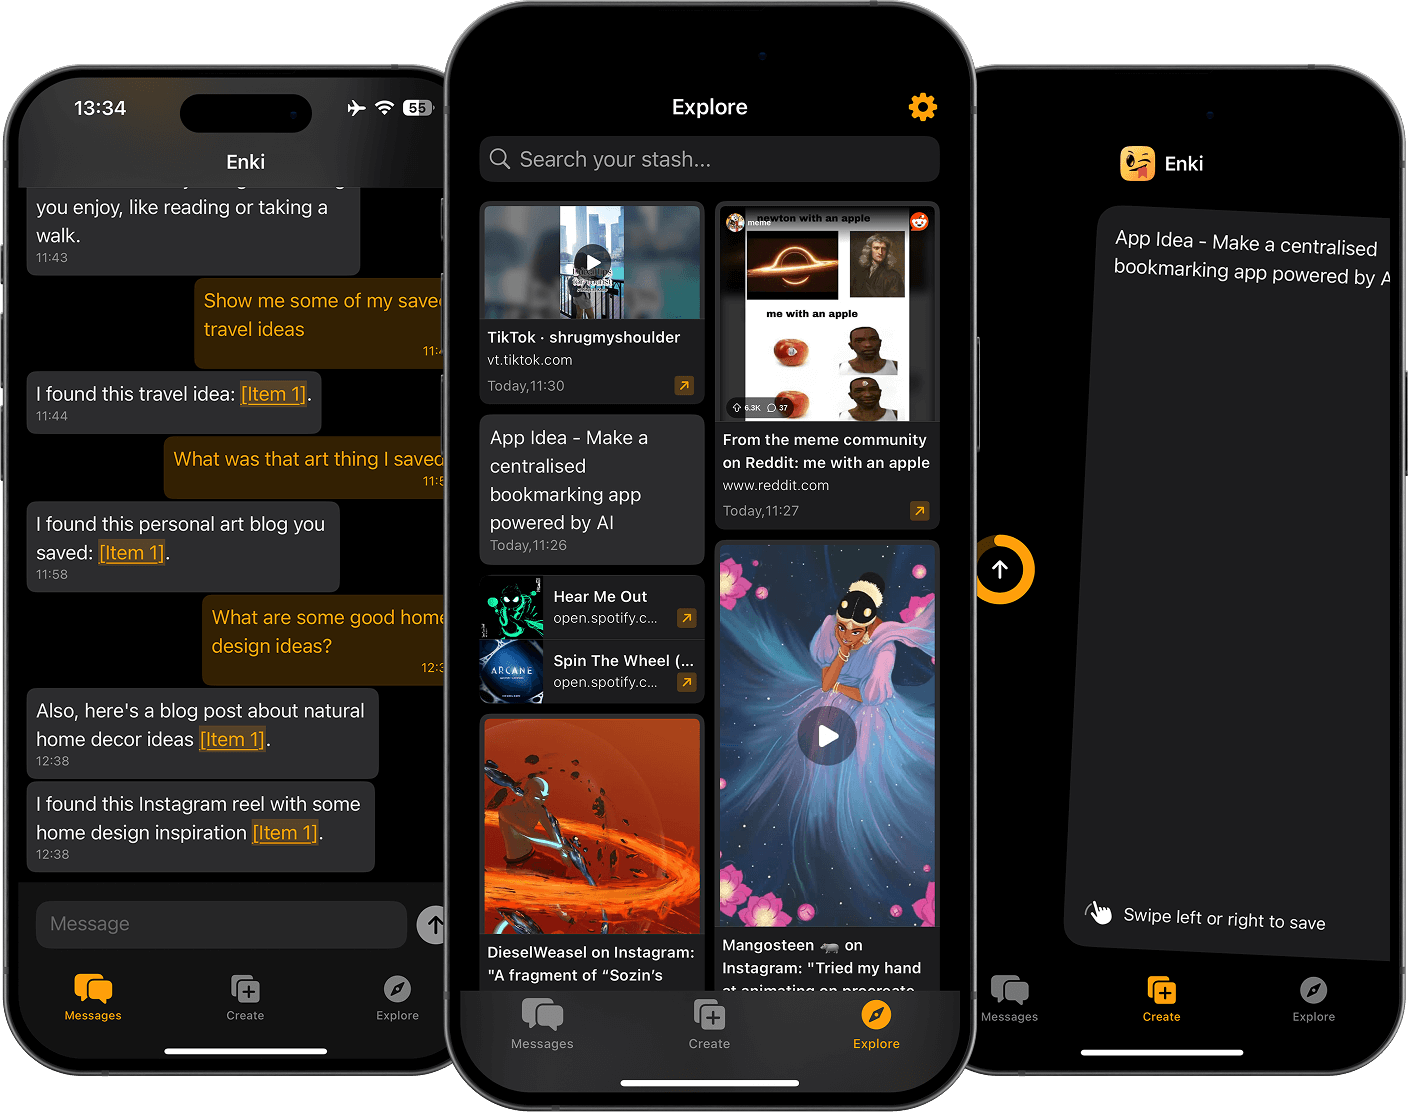 13:34
55
Enki
you enjoy, like reading or taking a
walk.
11:43
Show me some of my save
travel ideas
11:4
I found this travel idea: [Item 1].
11:44
What was that art thing I saved
11:5
I found this personal art blog you
saved: [Item 1].
11:58
What are some good home
design ideas?
12:3
Also, here's a blog post about natural
home decor ideas [Item 1].
12:38
I found this Instagram reel with some
home design inspiration [Item 1].
12:38
Message
Messages
Create
Explore
Explore
Search your stash...
TikTok · shrugmyshoulder
vt.tiktok.com
Today,11:30
App Idea - Make a
centralised
bookmarking app
powered by AI
Today,11:26
Hear Me Out
open.spotify.c...
ARCANE
Spin The Wheel (...
open.spotify.c...
DieselWeasel on Instagram:
"A fragment of “Sozin’s
meme
newton with an apple
me with an apple
6.3K
37
From the meme community
on Reddit: me with an apple
www.reddit.com
Today,11:27
Mangosteen 🦛 on
Instagram: "Tried my hand
at animating on procreate
Messages
Create
Explore
Enki
App Idea - Make a centralised
bookmarking app powered by A
Swipe left or right to save
Messages
Create
Explore